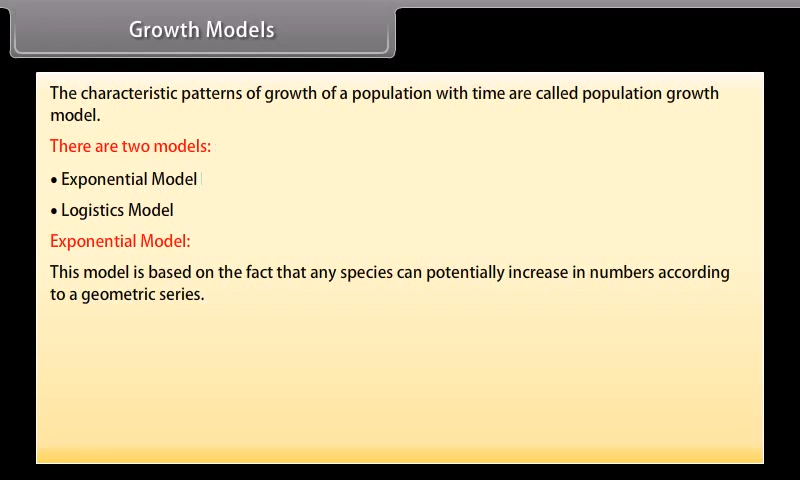 Growth Models
The characteristic patterns of growth of a population with time are called population growth
model.
There are two models:
• Exponential Model
• Logistics Model
Exponential Model:
This model is based on the fact that any species can potentially increase in numbers according
to a geometric series.